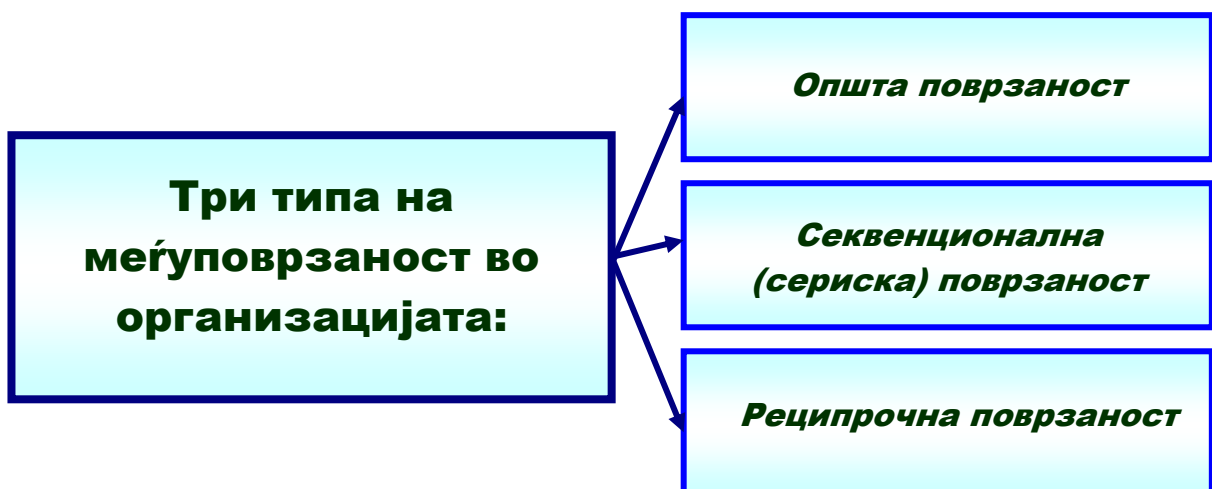 Три типа на
меѓуповрзаност во
организацијата:
Општа поврзаност
Секвенционална
(сериска) поврзаност
Реципрочна поврзаност